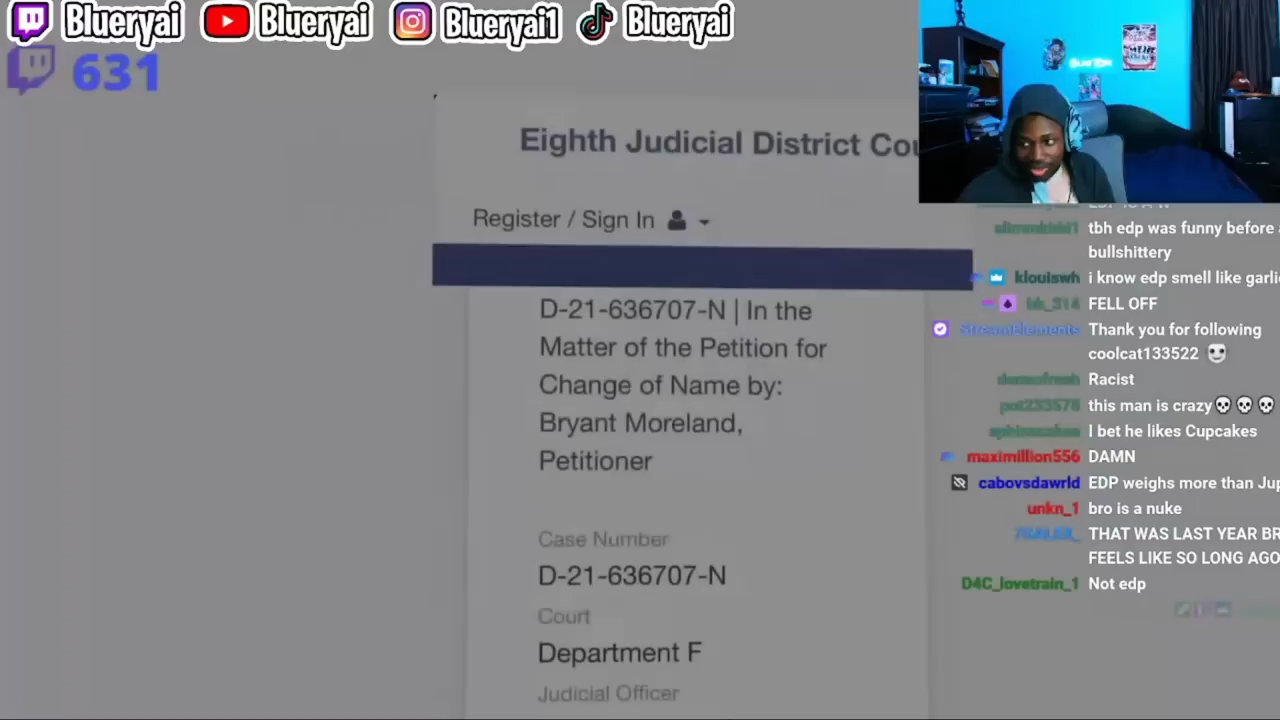 Blueryai Blueryai Blueryai1 Blueryai
631
Eighth Judicial District
Register / Sign In
D-21-636707-N | In the
Matter of the Petition for
Change of Name by:
Bryant Moreland,
Petitioner
Case Number
D-21-636707-N
Court
Department F
Judicial Officer
tbh edp was funny before
bullshittery
klouiswh i know edp smell like
bk_314 FELL OFF
StreamElements Thank you for following
coolcat133522
Racist
this man is crazy
I bet he likes Cupcakes
maximillion556 DAMN
cabovsdawrld EDP weighs more than
unkn_1 bro is a nuke
THAT WAS LAST YEAR
FEELS LIKE SO LONG AGO
D4C_lovetrain_1 Not edp